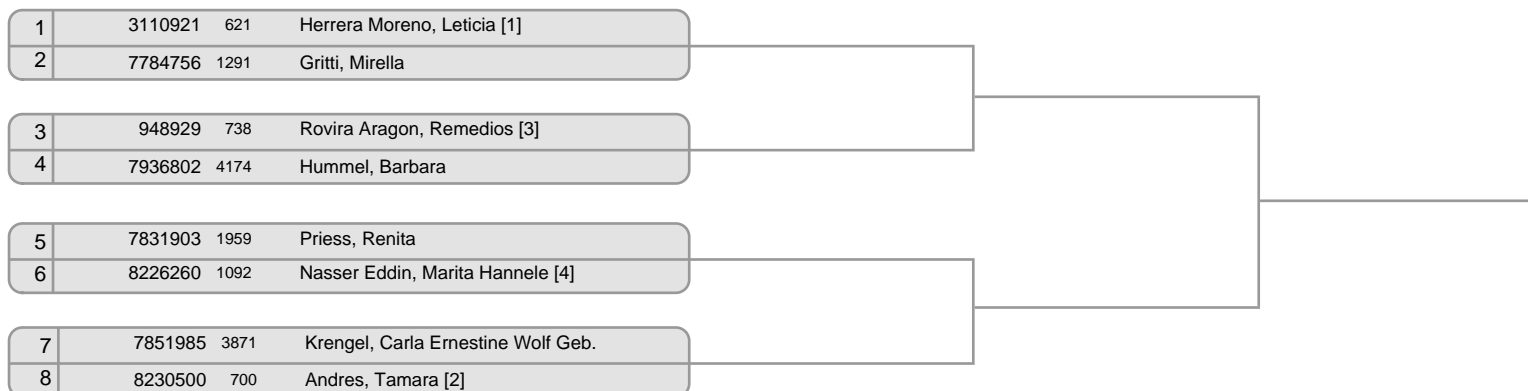 1 3110921 621 Herrera Moreno, Leticia [1]
2 7784756 1291 Gritti, Mirella
3 948929 738 Rovira Aragon, Remedios [3]
4 7936802 4174 Hummel, Barbara
5 7831903 1959 Priess, Renita
6 8226260 1092 Nasser Eddin, Marita Hannele [4]
7 7851985 3871 Krengel, Carla Ernestine Wolf Geb.
8 8230500 700 Andres, Tamara [2]